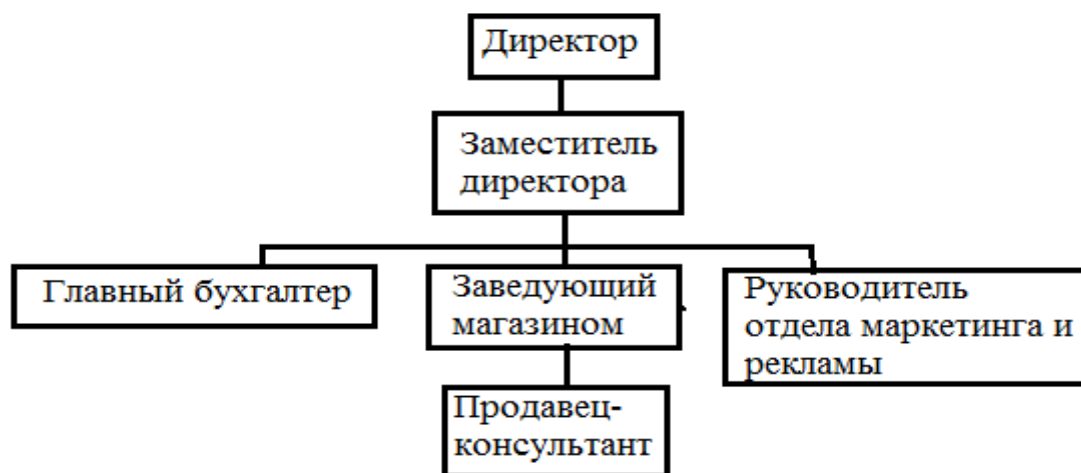 Директор
Заместитель
директора
Главный бухгалтер
Заведующий
магазином
Руководитель
отдела маркетинга и
рекламы
Продавец-
консультант